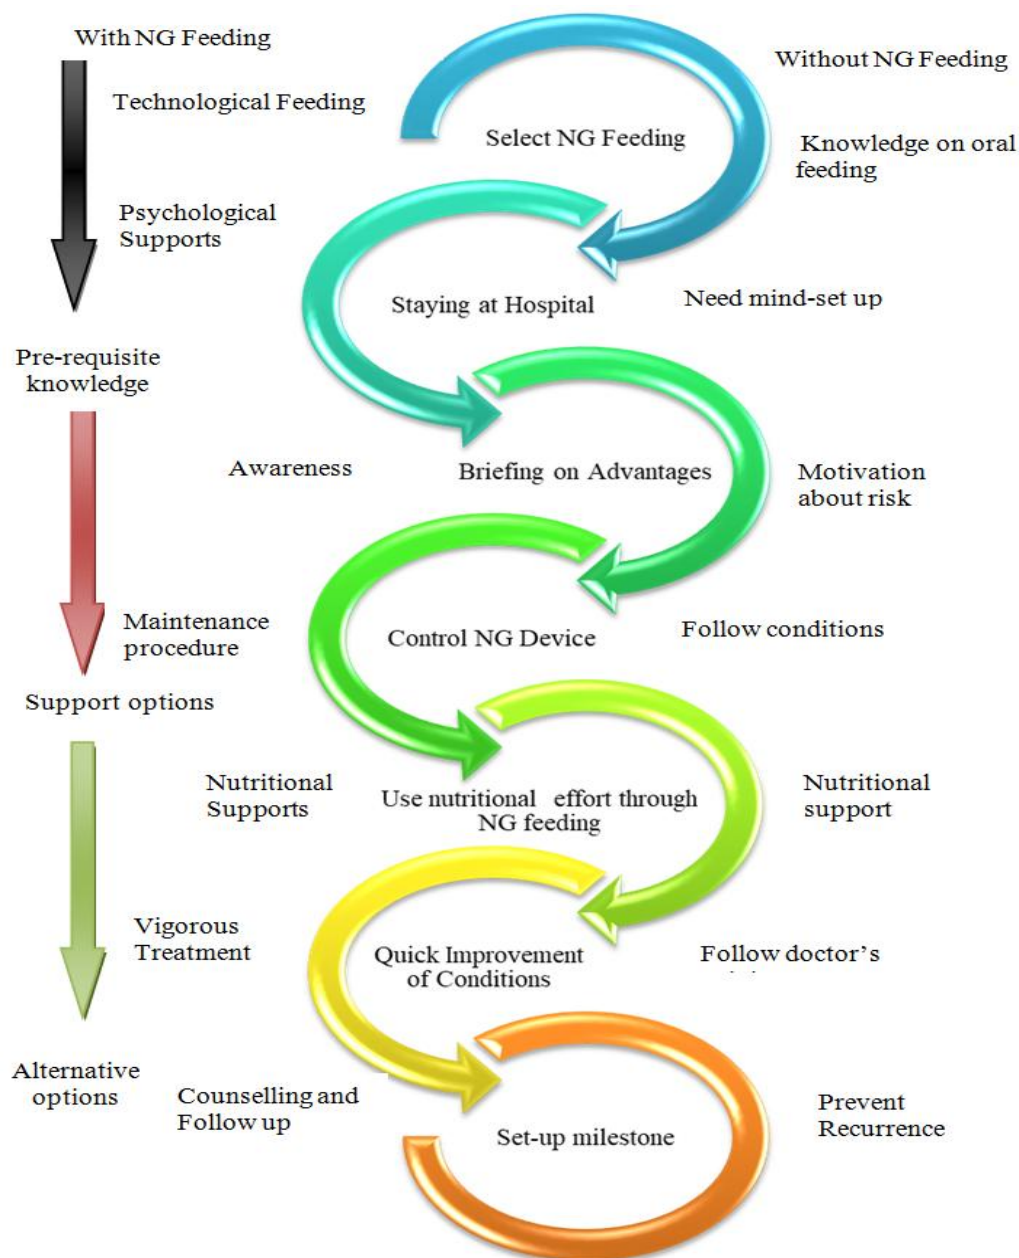 With NG Feeding
Without NG Feeding
Technological Feeding
Select NG Feeding
Knowledge on oral
feeding
Psychological
Supports
Staying at Hospital
Need mind-set up
Pre-requisite
knowledge
Awareness
Briefing on Advantages
Motivation
about risk
Maintenance
procedure
Control NG Device
Follow conditions
Support options
Nutritional
Supports
Use nutritional effort through
NG feeding
Nutritional
support
Vigorous
Treatment
Quick Improvement
of Conditions
Follow doctor's
Alternative
options
Counselling and
Follow up
Set-up milestone
Prevent
Recurrence